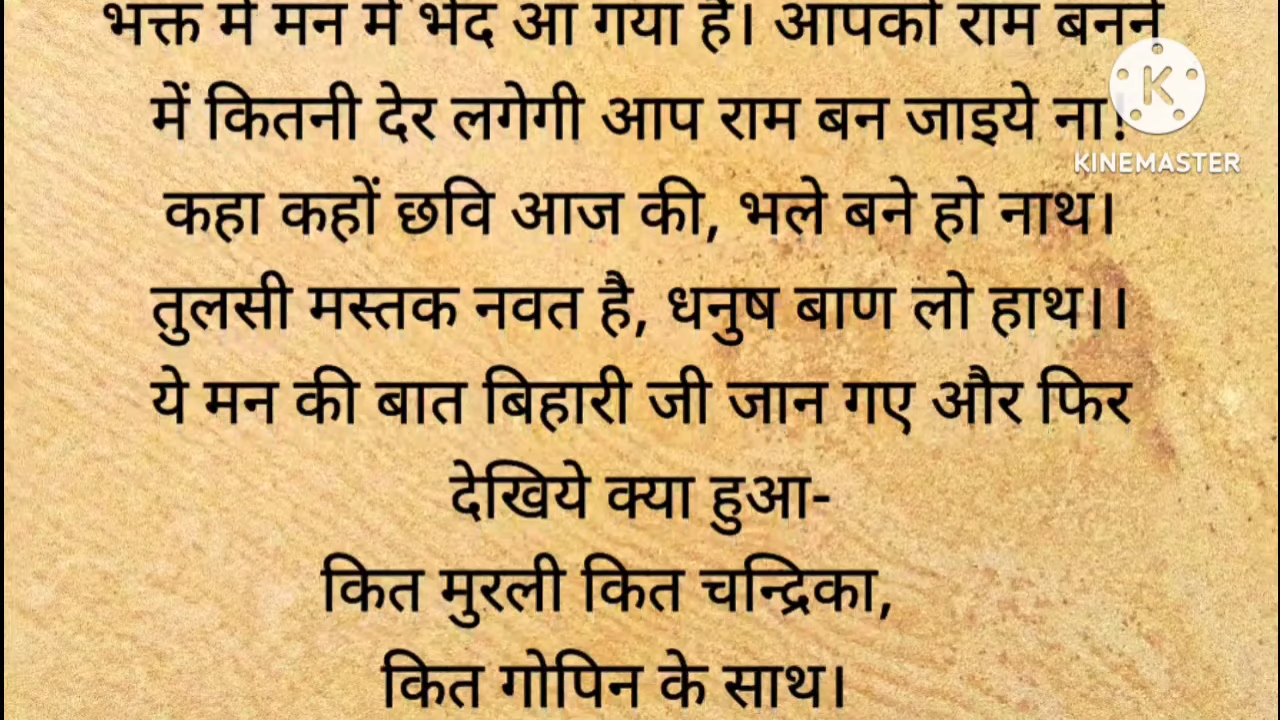 भक्त में मन में भेद आ गया है। आपको राम बनने
में कितनी देर लगेगी आप राम बन जाइये ना!
कहा कहों छवि आज की, भले बने हो नाथ।
तुलसी मस्तक नवत है, धनुष बाण लो हाथ।।
ये मन की बात बिहारी जी जान गए और फिर
देखिये क्या हुआ-
कित मुरली कित चन्द्रिका,
कित गोपिन के साथ।
K
KINEMASTER